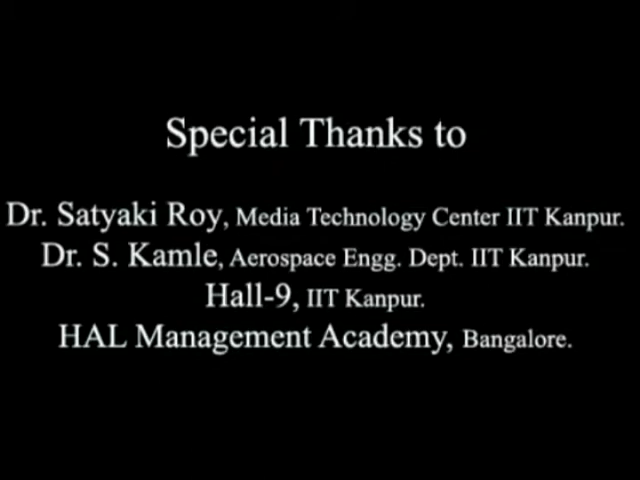 Special Thanks to
Dr. Satyaki Roy, Media Technology Center IIT Kanpur.
Dr. S. Kamle, Aerospace Engg. Dept. IIT Kanpur.
Hall-9, IIT Kanpur.
HAL Management Academy, Bangalore.